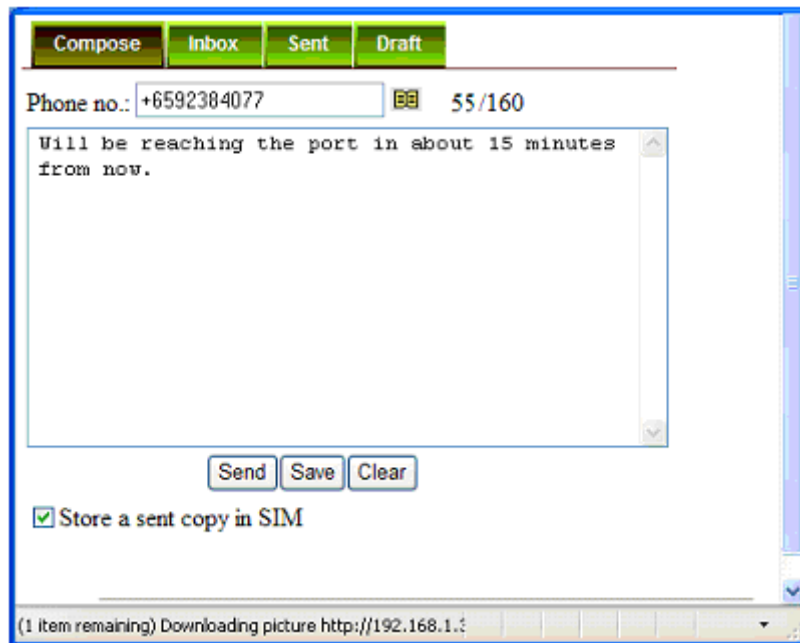 Compose Inbox Sent Draft
Phone no.: +6592384077 55/160
Will be reaching the port in about 15 minutes
from now.
Send Save Clear
Store a sent copy in SIM
(1 item remaining) Downloading picture http://192.168.1.3